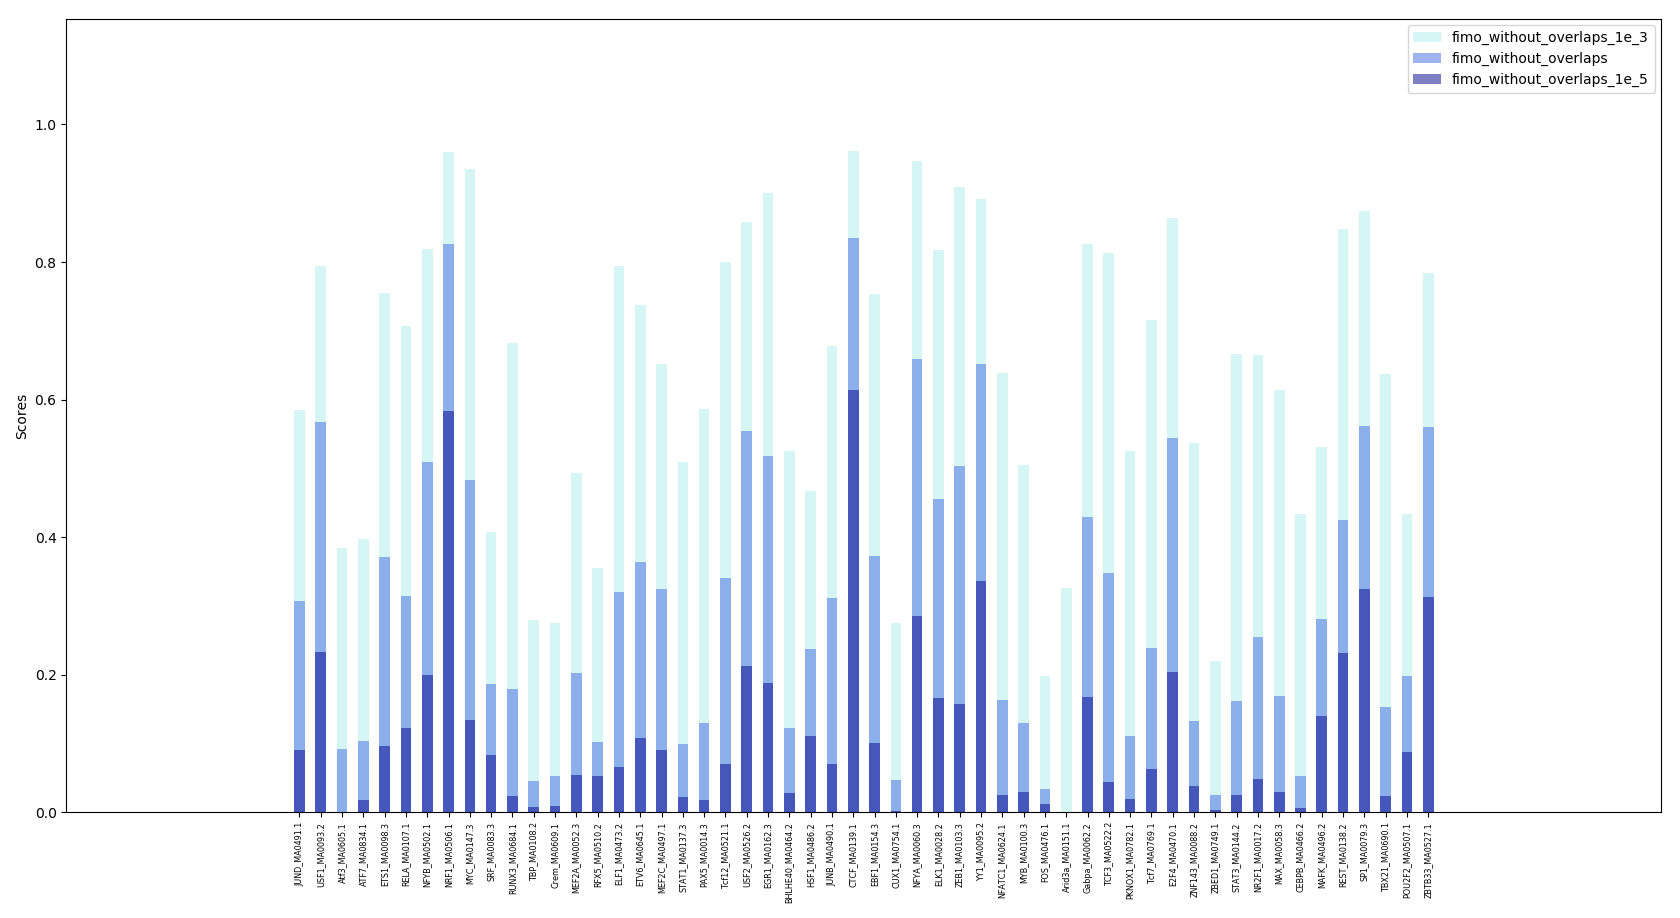 fimo_without_overlaps_1e_3
fimo_without_overlaps
fimo_without_overlaps_1e_5
Scores
1.0
0.8
0.6
0.4
0.2
0.0
JUND_MA0491.1
USF1_MA0093.2
Atf3_MA0605.1
ATF7_MA0834.1
ETS1_MA0098.3
RELA_MA0107.1
NFYB_MA0502.1
NRF1_MA0506.1
MYC_MA0147.3
SRF_MA0083.3
RUNX3_MA0684.1
TBP_MA0108.2
Crem_MA0609.1
MEF2A_MA0052.3
RFX5_MA0510.2
ELF1_MA0473.2
ETV6_MA0645.1
MEF2C_MA0497.1
STAT1_MA0137.3
PAX5_MA0014.3
Tcf12_MA0521.1
USF2_MA0526.2
EGR1_MA0162.3
BHLHE40_MA0464.2
HSF1_MA0486.2
JUNB_MA0490.1
CTCF_MA0139.1
EBF1_MA0154.3
CUX1_MA0754.1
NFYA_MA0060.3
ELK1_MA0028.2
ZEB1_MA0103.3
YY1_MA0095.2
NFATC1_MA0624.1
MYB_MA0100.3
FOS_MA0476.1
Arid3a_MA0151.1
Gabpa_MA0062.2
TCF3_MA0522.2
PKNOX1_MA0782.1
Tcf7_MA0769.1
E2F4_MA0470.1
ZNF143_MA0088.2
ZBED1_MA0749.1
STAT3_MA0144.2
NR2F1_MA0017.2
MAX_MA0058.3
CEBPB_MA0466.2
MAFK_MA0496.2
REST_MA0138.2
SP1_MA0079.3
TBX21_MA0690.1
POU2F2_MA0507.1
ZBTB33_MA0527.1